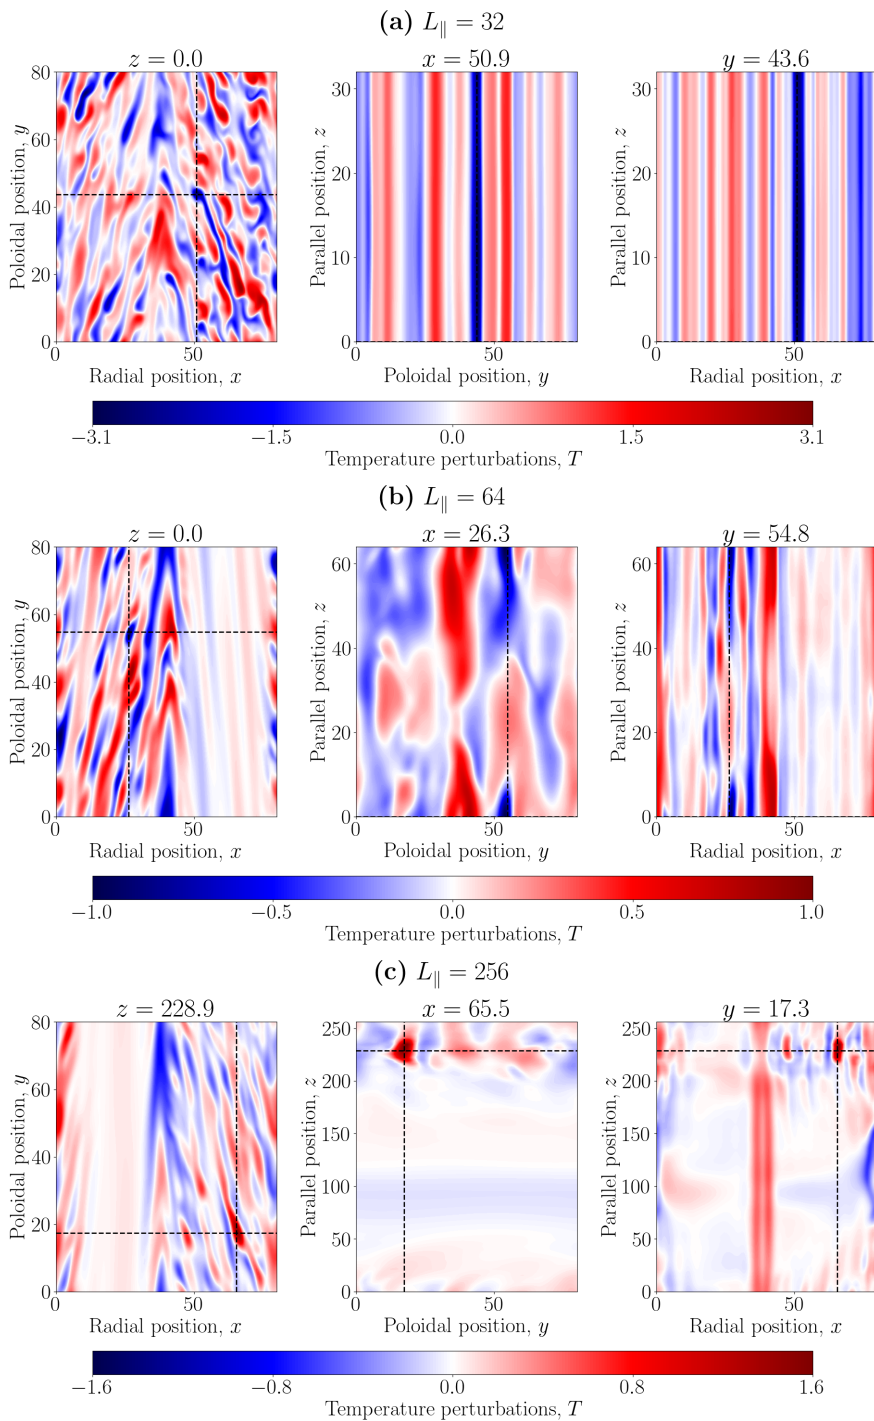 (a) L∥ = 32
z = 0.0
x = 50.9
y = 43.6
Poloidal position, y
80
60
40
20
0
0
50
Radial position, x
Parallel position, z
30
20
10
0
0
50
Poloidal position, y
Parallel position, z
30
20
10
0
0
50
Radial position, x
−3.1
−1.5
0.0
1.5
3.1
Temperature perturbations, T
(b) L∥ = 64
z = 0.0
x = 26.3
y = 54.8
Poloidal position, y
80
60
40
20
0
0
50
Radial position, x
Parallel position, z
60
40
20
0
0
50
Poloidal position, y
Parallel position, z
60
40
20
0
0
50
Radial position, x
−1.0
−0.5
0.0
0.5
1.0
Temperature perturbations, T
(c) L∥ = 256
z = 228.9
x = 65.5
y = 17.3
Poloidal position, y
80
60
40
20
0
0
50
Radial position, x
Parallel position, z
250
200
150
100
50
0
0
50
Poloidal position, y
Parallel position, z
250
200
150
100
50
0
0
50
Radial position, x
−1.6
−0.8
0.0
0.8
1.6
Temperature perturbations, T